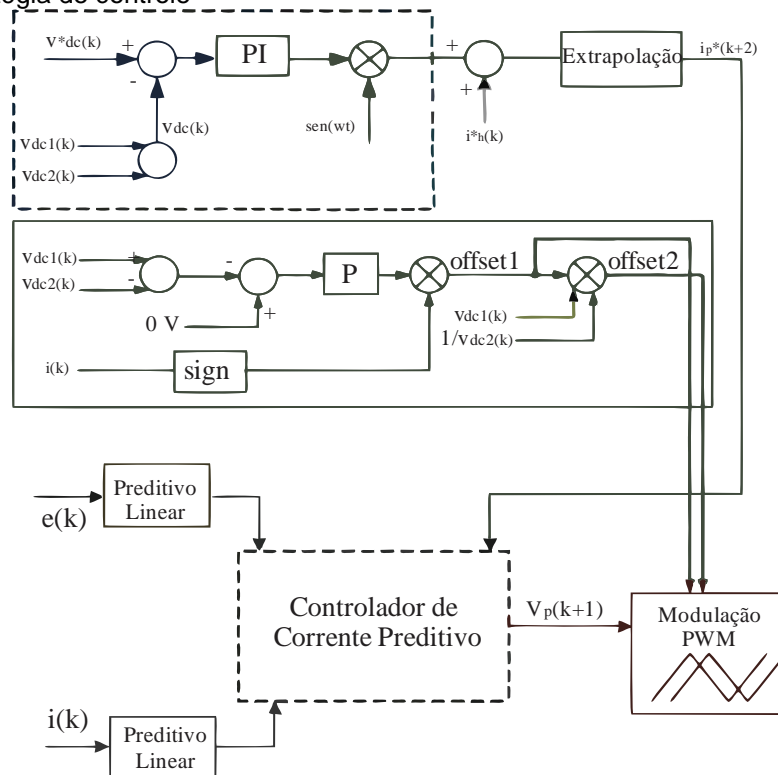 V*dc(k)
+
-
PI
sen(wt)
Vdc(k)
Vdc1(k)
Vdc2(k)
+
+
i*h(k)
Extrapolação
ip*(k+2)
Vdc1(k)
Vdc2(k)
+
-
-
+
0 V
P
offset1
offset2
Vdc1(k)
1/Vdc2(k)
i(k)
sign
e(k)
Preditivo
Linear
Controlador de
Corrente Preditivo
Vp(k+1)
Modulação
PWM
i(k)
Preditivo
Linear